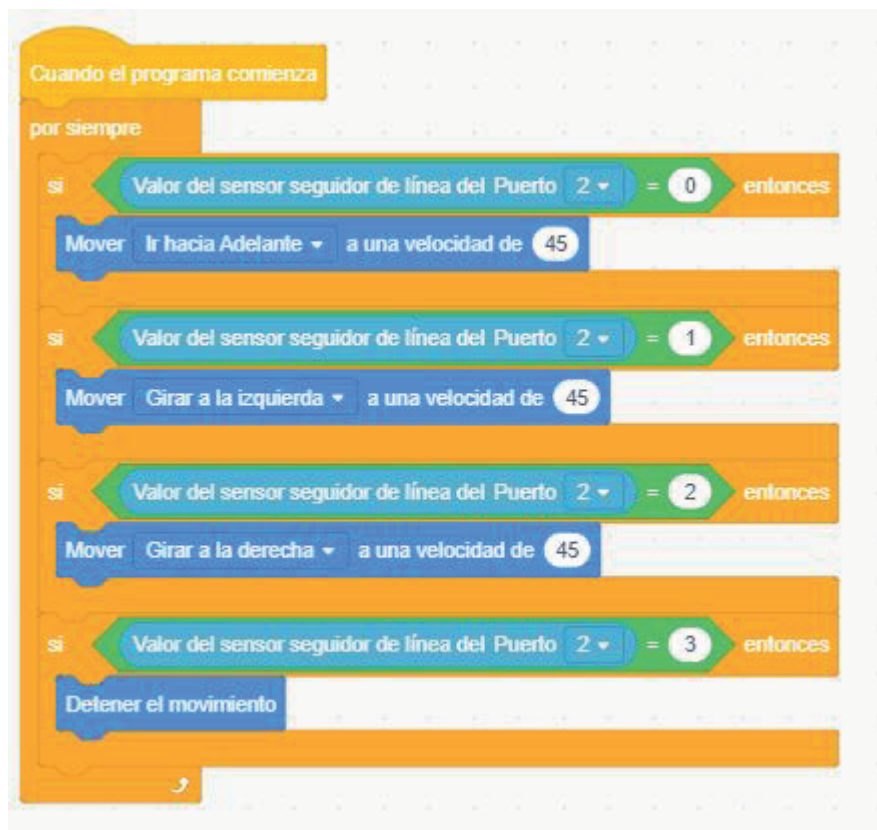 Cuando el programa comienza
por siempre
si Valor del sensor seguidor de línea del Puerto 2 = 0 entonces
Mover Ir hacia Adelante a una velocidad de 45
si Valor del sensor seguidor de línea del Puerto 2 = 1 entonces
Mover Girar a la izquierda a una velocidad de 45
si Valor del sensor seguidor de línea del Puerto 2 = 2 entonces
Mover Girar a la derecha a una velocidad de 45
si Valor del sensor seguidor de línea del Puerto 2 = 3 entonces
Detener el movimiento